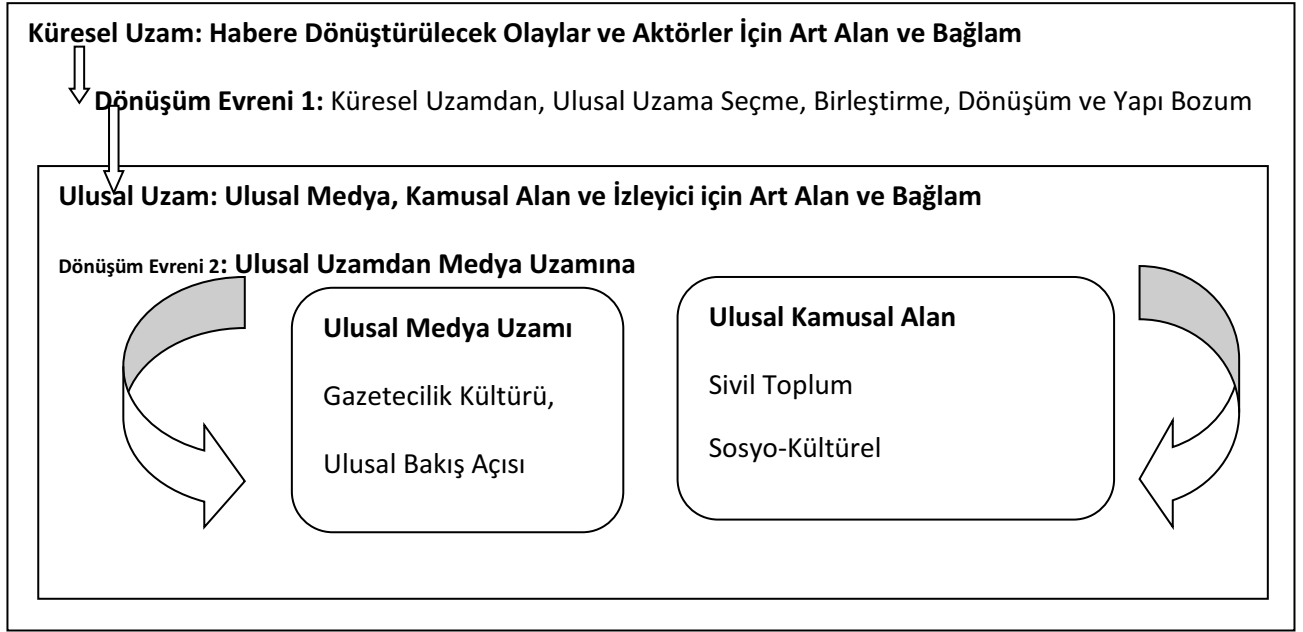 Küresel Uzam: Habere Dönüştürülecek Olaylar ve Aktörler İçin Art Alan ve Bağlam
Dönüşüm Evreni 1: Küresel Uzamdan, Ulusal Uzama Seçme, Birleştirme, Dönüşüm ve Yapı Bozum
Ulusal Uzam: Ulusal Medya, Kamusal Alan ve İzleyici için Art Alan ve Bağlam
Dönüşüm Evreni 2: Ulusal Uzamdan Medya Uzamına
Ulusal Medya Uzamı
Gazetecilik Kültürü,
Ulusal Bakış Açısı
Ulusal Kamusal Alan
Sivil Toplum
Sosyo-Kültürel